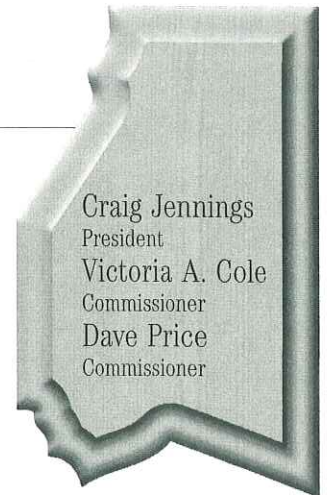 Craig Jennings
President
Victoria A. Cole
Commissioner
Dave Price
Commissioner